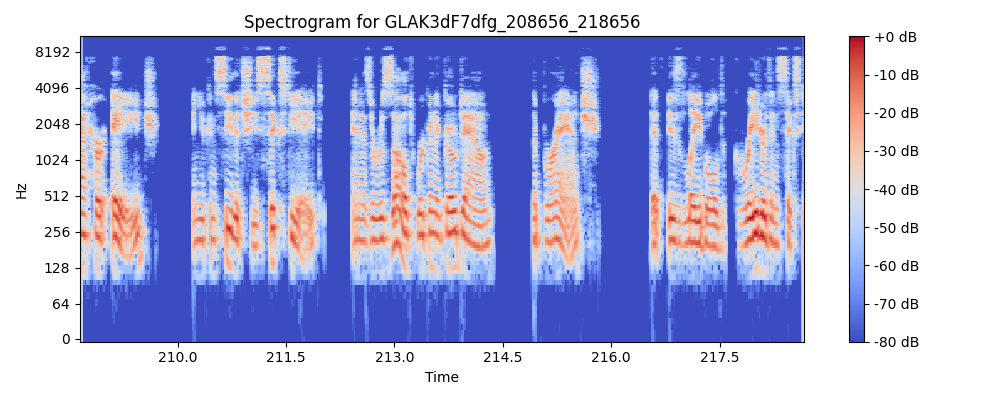 Spectrogram for GLAK3dF7dfg_208656_218656
8192
4096
2048
1024
512
256
128
64
0
Hz
210.0
211.5
213.0
214.5
216.0
217.5
Time
+0 dB
-10 dB
-20 dB
-30 dB
-40 dB
-50 dB
-60 dB
-70 dB
-80 dB